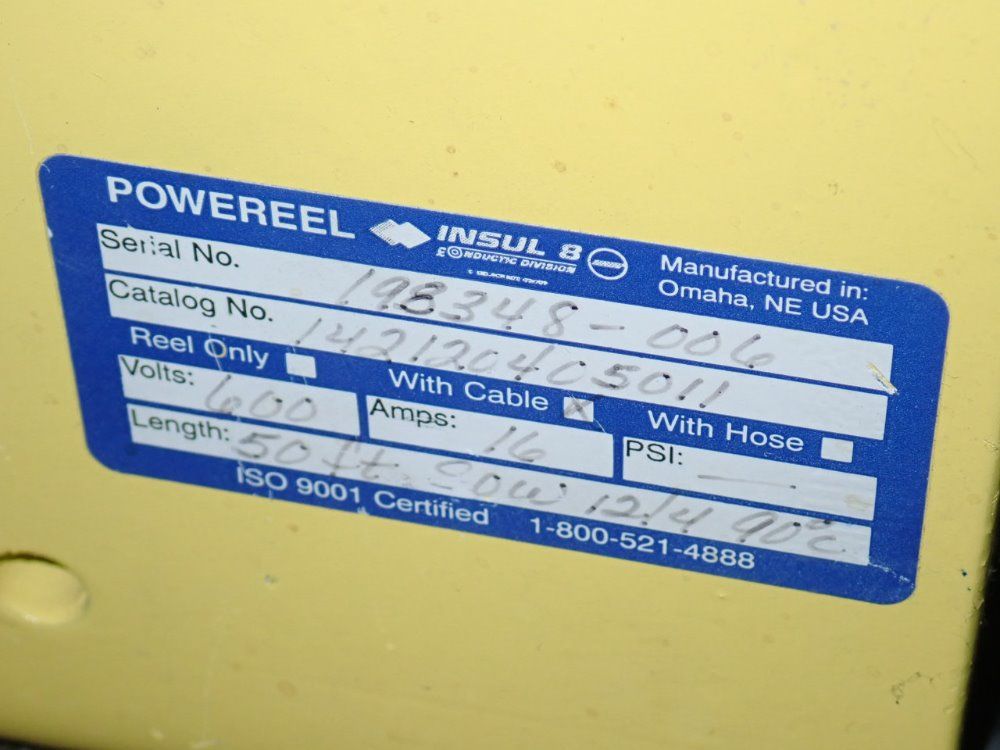 POWEREEL INSUL 8 Manufactured in:
CONDUCTIX DIVISION Omaha, NE USA
Serial No. 198348-006
Catalog No. 142120405011
Reel Only With Cable X With Hose
Volts: 600 Amps: 16 PSI: —
Length: 50 ft. SOW 12/4 90°C
ISO 9001 Certified 1-800-521-4888